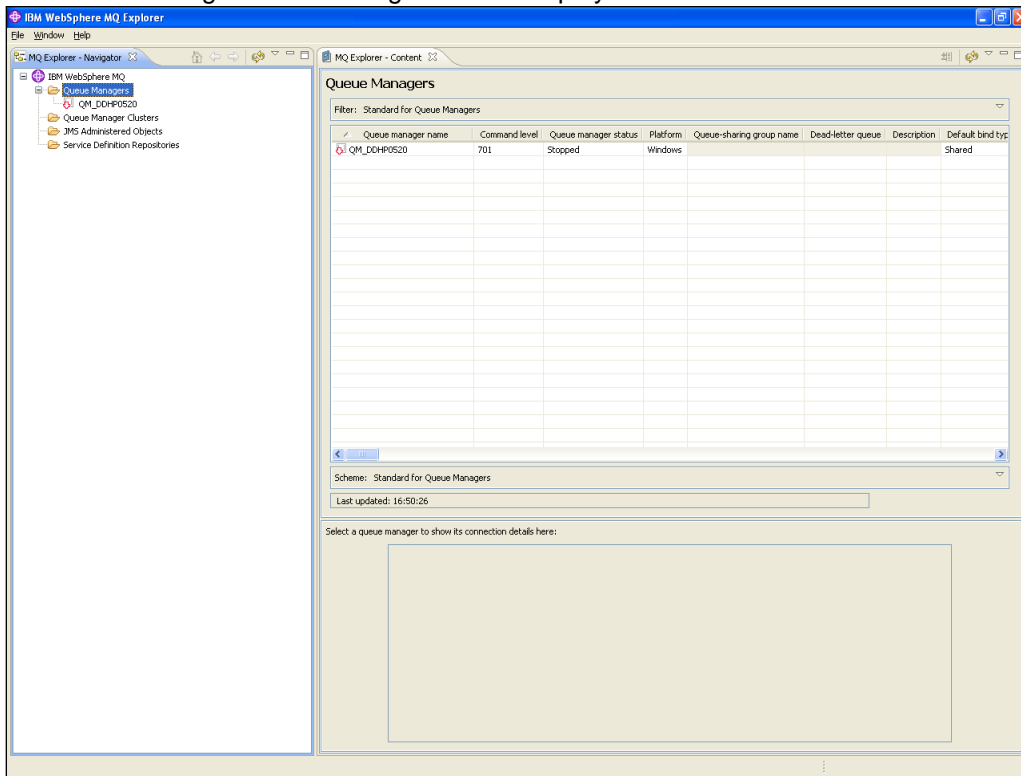 IBM WebSphere MQ Explorer
File Window Help
MQ Explorer - Navigator
IBM WebSphere MQ
Queue Managers
QM_DDHP0520
Queue Manager Clusters
JMS Administered Objects
Service Definition Repositories
MQ Explorer - Content
Queue Managers
Filter: Standard for Queue Managers
Queue manager name Command level Queue manager status Platform Queue-sharing group name Dead-letter queue Description Default bind typ
QM_DDHP0520 701 Stopped Windows Shared
Scheme: Standard for Queue Managers
Last updated: 16:50:26
Select a queue manager to show its connection details here: